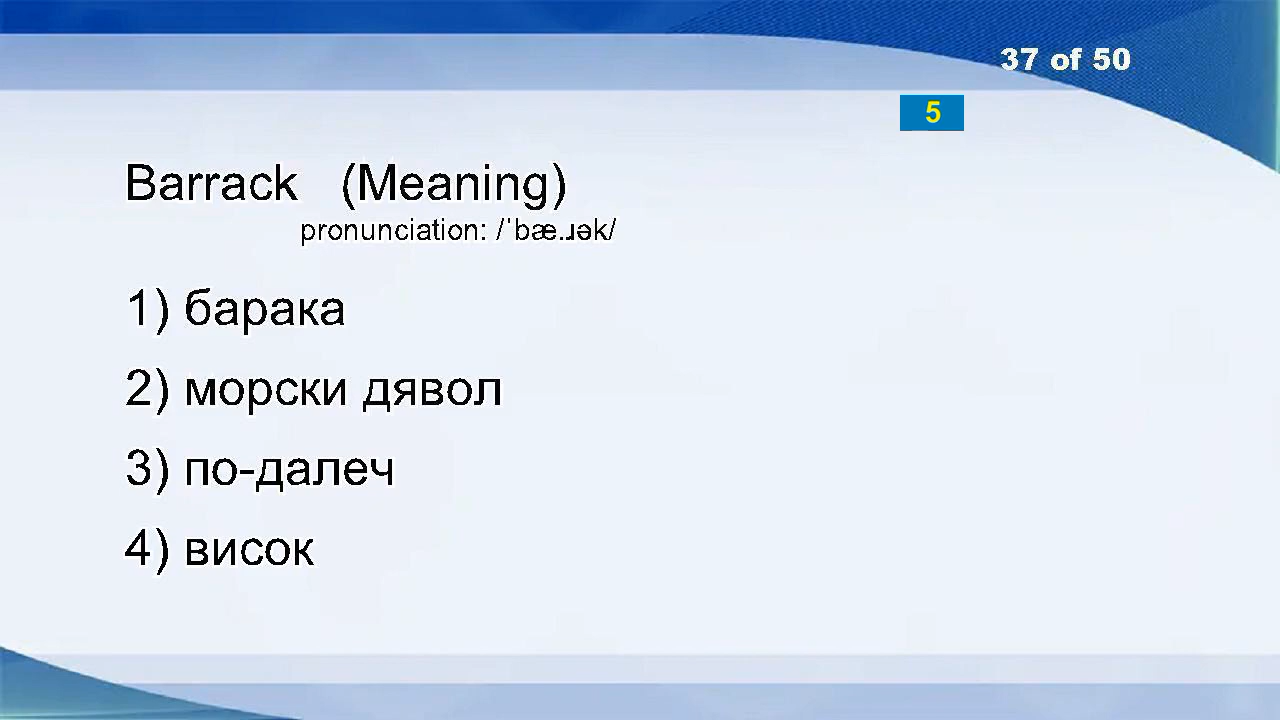 37 of 50
5
Barrack (Meaning)
pronunciation: /ˈbæ.ɹək/
1) барака
2) морски дявол
3) по-далеч
4) висок